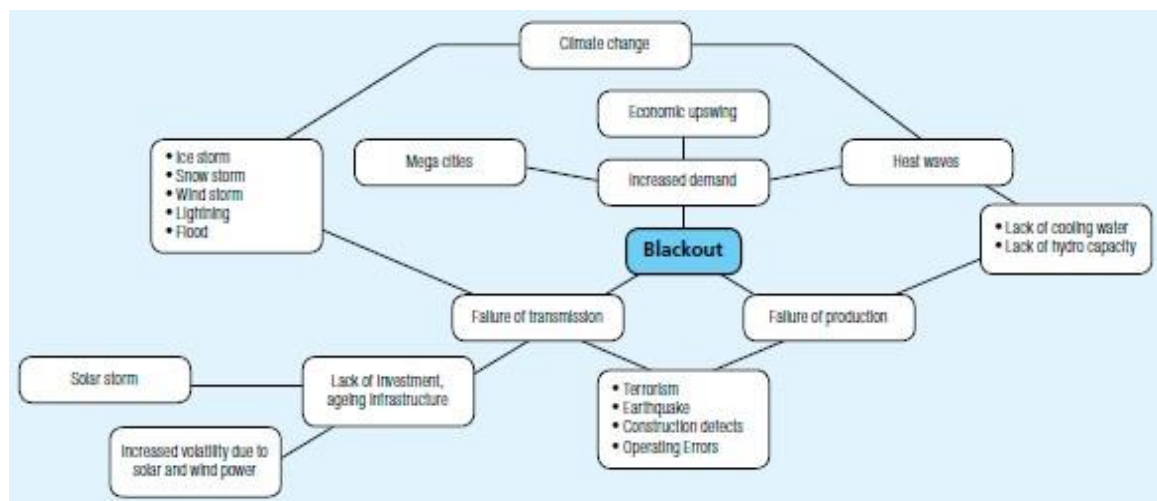 Climate change
Economic upswing
• Ice storm
• Snow storm
• Wind storm
• Lightning
• Flood
Mega cities
Increased demand
Heat waves
• Lack of cooling water
• Lack of hydro capacity
Blackout
Failure of transmission
Failure of production
Solar storm
Lack of Investment,
ageing infrastructure
• Terrorism
• Earthquake
• Construction defects
• Operating Errors
Increased volatility due to
solar and wind power